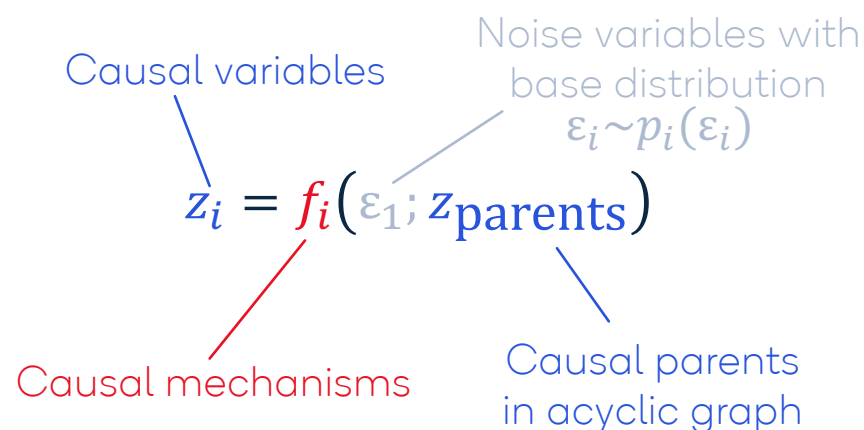 Noise variables with
base distribution
εᵢ~pᵢ(εᵢ)
Causal variables
zᵢ = fᵢ(ε₁; z_parents)
Causal mechanisms
Causal parents
in acyclic graph